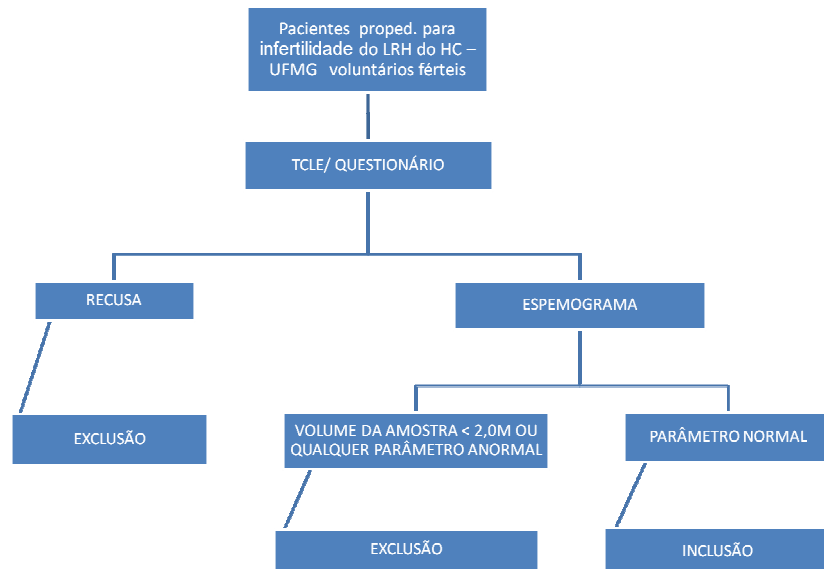 Pacientes proped. para
infertilidade do LRH do HC –
UFMG voluntários férteis
TCLE/ QUESTIONÁRIO
RECUSA
ESPEMOGRAMA
EXCLUSÃO
VOLUME DA AMOSTRA < 2,0M OU
QUALQUER PARÂMETRO ANORMAL
PARÂMETRO NORMAL
EXCLUSÃO
INCLUSÃO